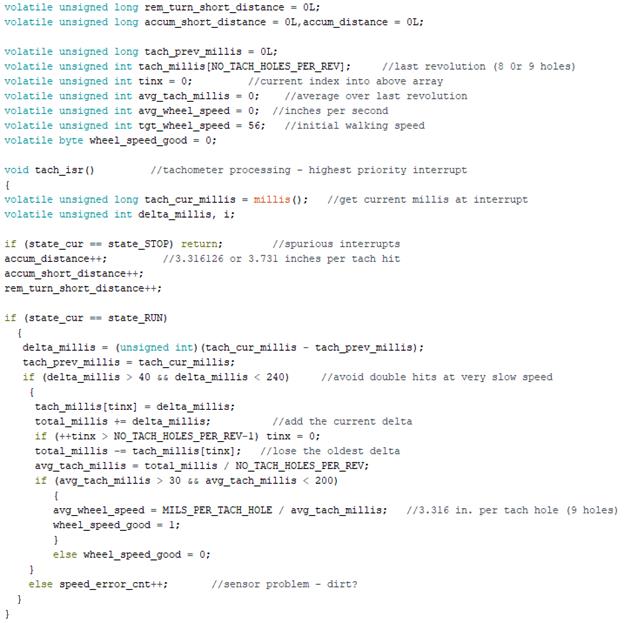 volatile unsigned long rem_turn_short_distance = 0L;
volatile unsigned long accum_short_distance = 0L,accum_distance = 0L;
volatile unsigned long tach_prev_millis = 0L;
volatile unsigned int tach_millis[NO_TACH_HOLES_PER_REV];     //last revolution (8 0r 9 holes)
volatile unsigned int tinx = 0;         //current index into above array
volatile unsigned int avg_tach_millis = 0;    //average over last revolution
volatile unsigned int avg_wheel_speed = 0;  //inches per second
volatile unsigned int tgt_wheel_speed = 56;   //initial walking speed
volatile byte wheel_speed_good = 0;
void tach_isr()         //tachometer processing - highest priority interrupt
{
volatile unsigned long tach_cur_millis = millis();   //get current millis at interrupt
volatile unsigned int delta_millis, i;
if (state_cur == state_STOP) return;        //spurious interrupts
accum_distance++;         //3.316126 or 3.731 inches per tach hit
accum_short_distance++;
rem_turn_short_distance++;
if (state_cur == state_RUN)
  {
   delta_millis = (unsigned int)(tach_cur_millis - tach_prev_millis);
   tach_prev_millis = tach_cur_millis;
   if (delta_millis > 40 && delta_millis < 240)     //avoid double hits at very slow speed
    {
     tach_millis[tinx] = delta_millis;
     total_millis += delta_millis;          //add the current delta
     if (++tinx > NO_TACH_HOLES_PER_REV-1) tinx = 0;
     total_millis -= tach_millis[tinx];   //lose the oldest delta
     avg_tach_millis = total_millis / NO_TACH_HOLES_PER_REV;
     if (avg_tach_millis > 30 && avg_tach_millis < 200)
        {
        avg_wheel_speed = MILS_PER_TACH_HOLE / avg_tach_millis;   //3.316 in. per tach hole (9 holes)
        wheel_speed_good = 1;
        }
        else wheel_speed_good = 0;
    }
    else speed_error_cnt++;       //sensor problem - dirt?
  }
}